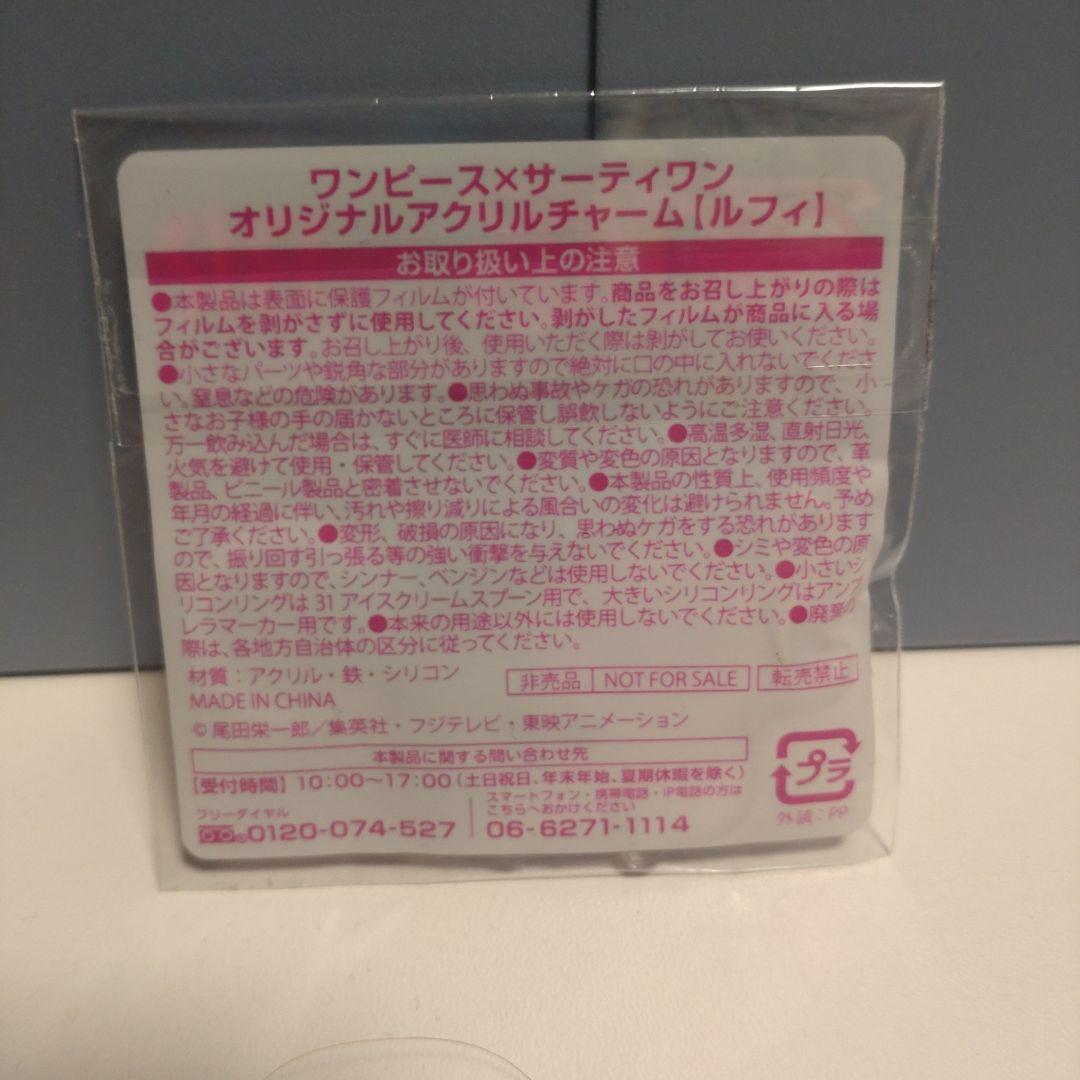 ワンピース×サーティワン
オリジナルアクリルチャーム【ルフィ】
お取り扱い上の注意
●本製品は表面に保護フィルムが付いています。商品をお召し上がりの際は
フィルムを剥がさずに使用してください。剥がしたフィルムが商品に入る場
合がございます。お召し上がり後、使用いただく際は剥がしてお使いください。
●小さなパーツや鋭角な部分がありますので絶対に口の中に入れないでくださ
い。窒息などの危険があります。●思わぬ事故やケガの恐れがありますので、小
さなお子様の手の届かないところに保管し誤飲しないようにご注意ください。
万一飲み込んだ場合は、すぐに医師に相談してください。●高温多湿、直射日光、
火気を避けて使用・保管してください。●変質や変色の原因となりますので、革
製品、ビニール製品と密着させないでください。●本製品の性質上、使用頻度や
年月の経過に伴い、汚れや擦り減りによる風合いの変化は避けられません。予め
ご了承ください。●変形、破損の原因になり、思わぬケガをする恐れがあります
ので、振り回す引っ張る等の強い衝撃を与えないでください。●シミや変色の原
因となりますので、シンナー、ベンジンなどは使用しないでください。●小さいシ
リコンリングは 31 アイスクリームスプーン用で、大きいシリコンリングはアンブ
レラマーカー用です。●本来の用途以外には使用しないでください。●廃棄の
際は、各地方自治体の区分に従ってください。
材質：アクリル・鉄・シリコン
非売品 NOT FOR SALE 転売禁止
MADE IN CHINA
©尾田栄一郎／集英社・フジテレビ・東映アニメーション
本製品に関する問い合わせ先
【受付時間】10:00〜17:00（土日祝日、年末年始、夏期休暇を除く）
フリーダイヤル
0120-074-527
スマートフォン・携帯電話・IP電話の方は
こちらへおかけください
06-6271-1114
プラ
外装：PP